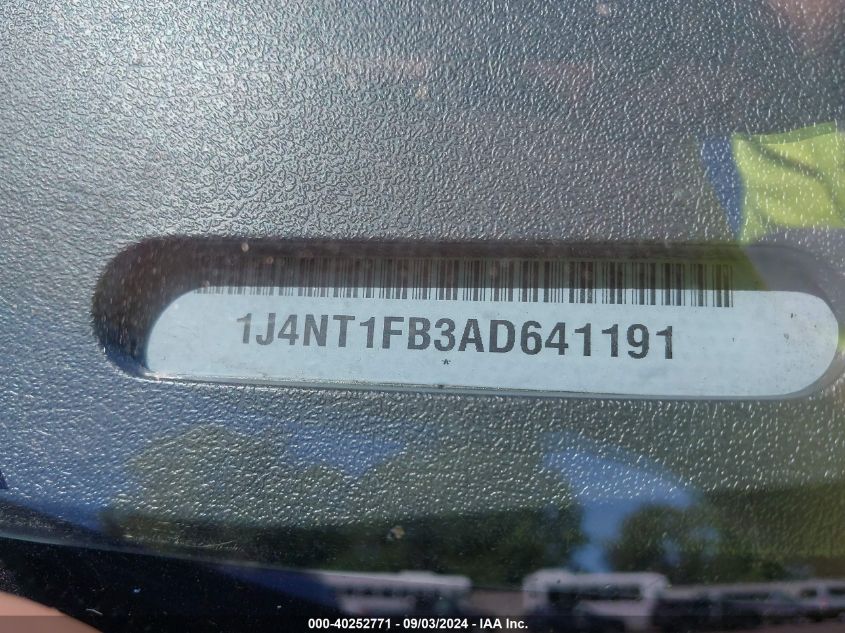 1J4NT1FB3AD641191
*
000-40252771 - 09/03/2024 - IAA Inc.